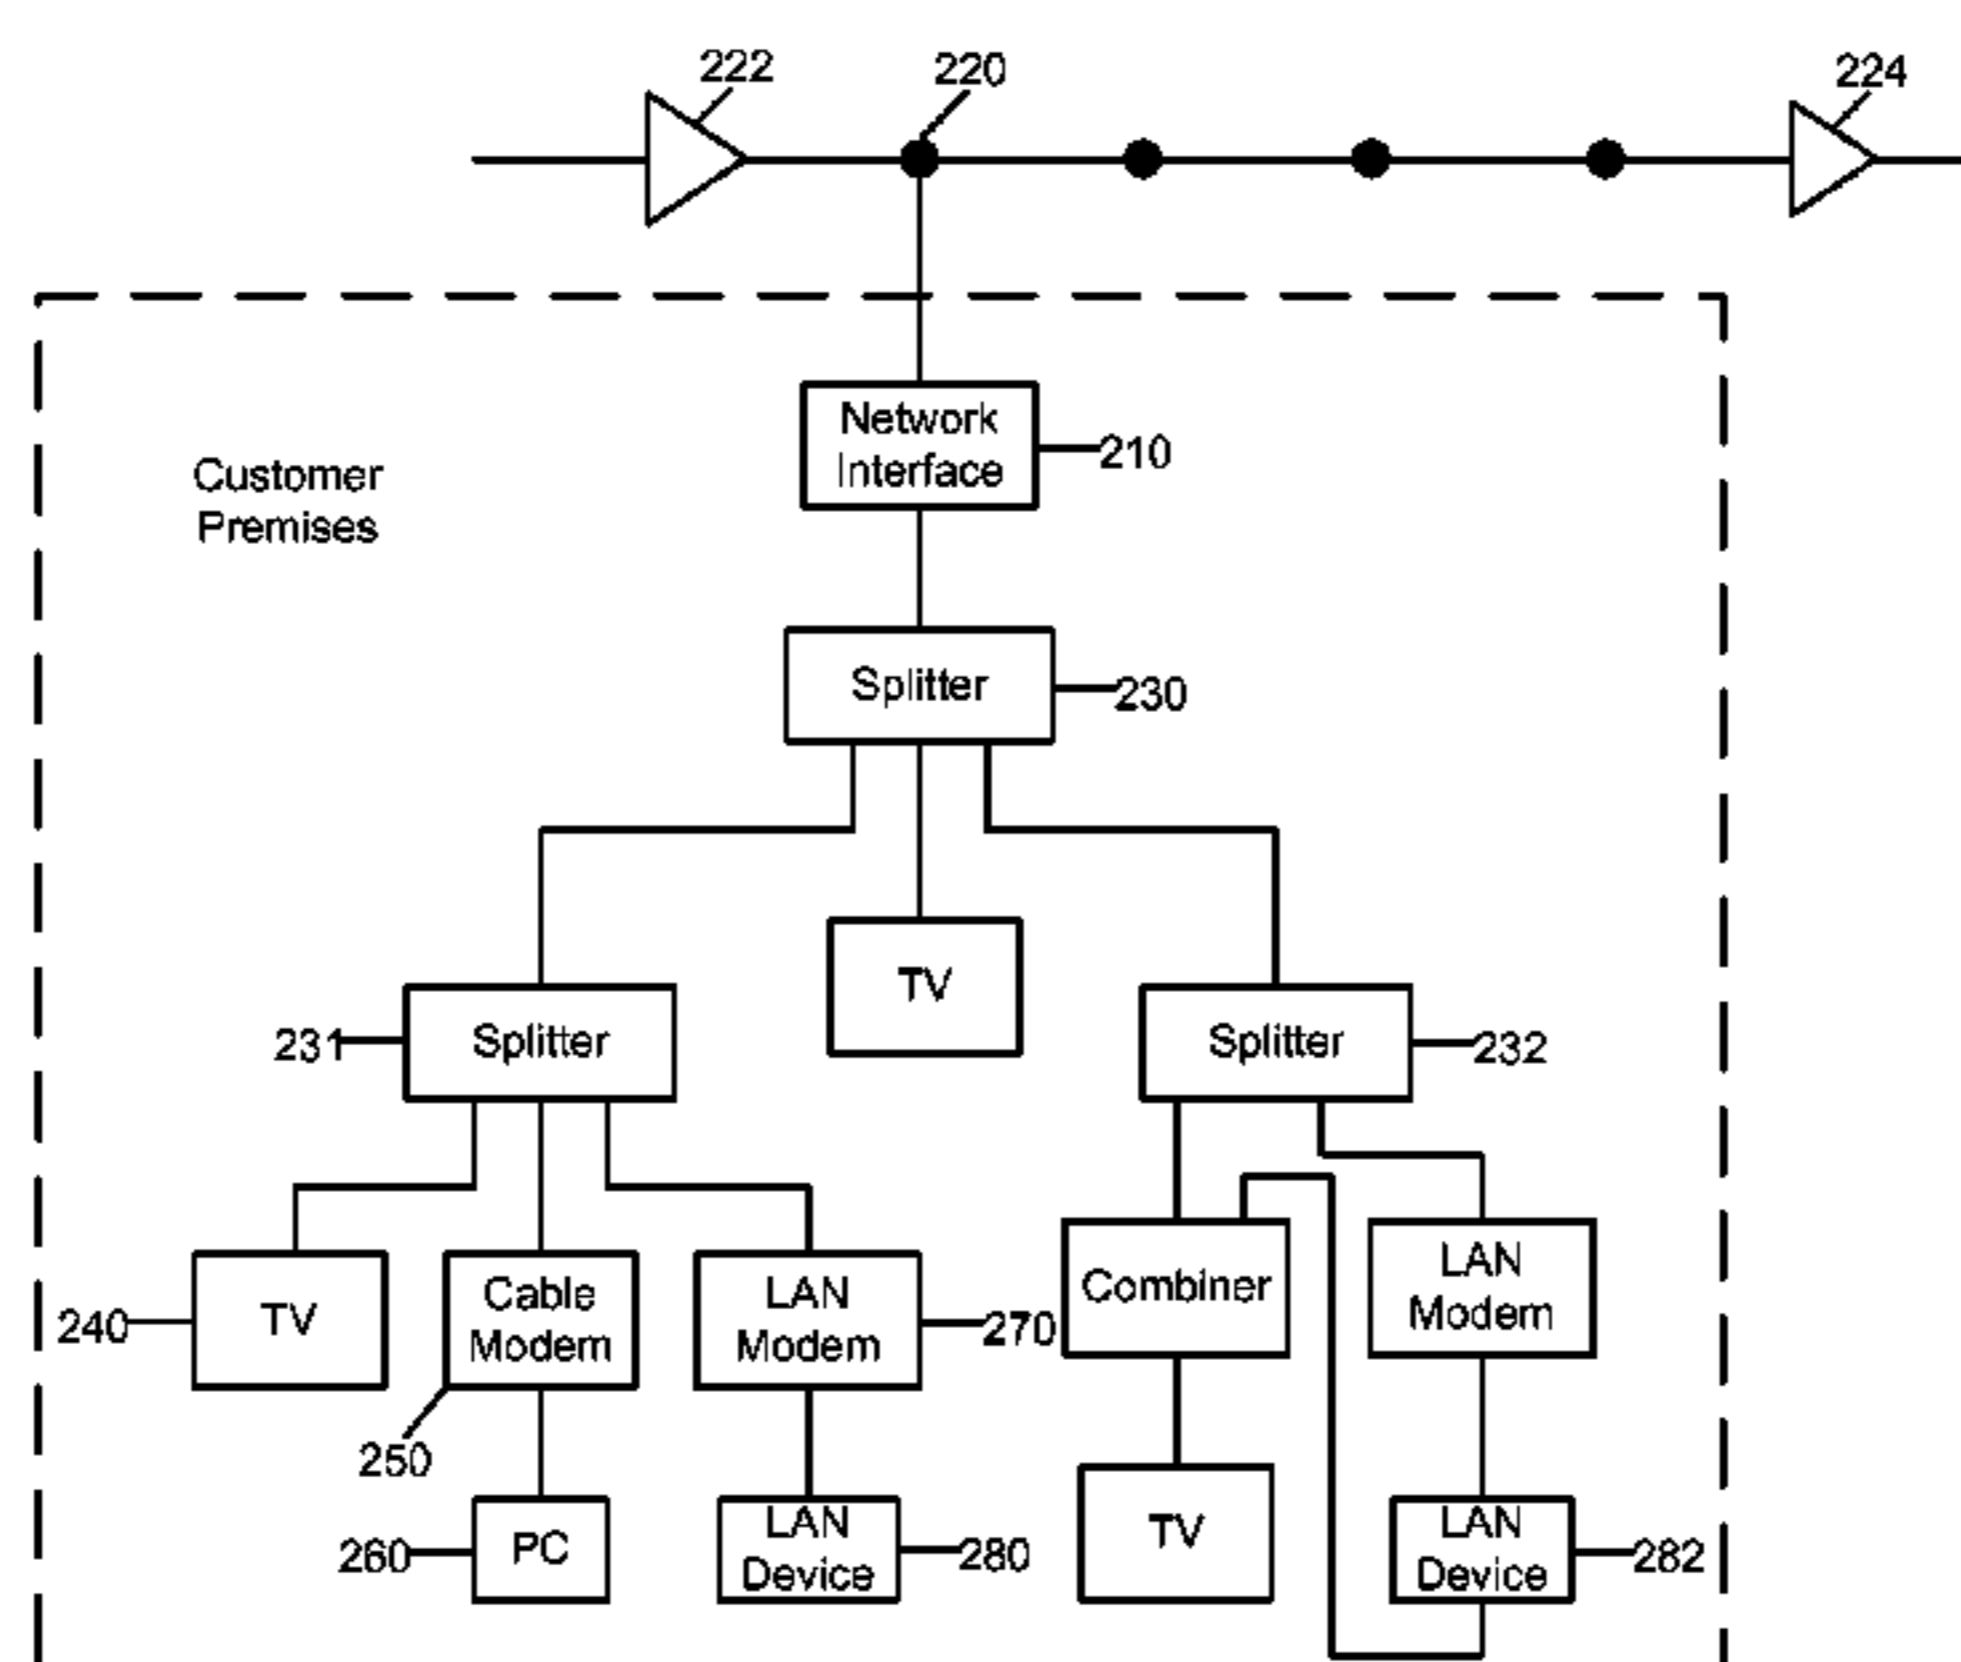 222
220
224
Customer
Premises
Network
Interface
210
Splitter
230
TV
231
Splitter
Splitter
232
240
TV
Cable
Modem
250
LAN
Modem
270
Combiner
LAN
Modem
260
PC
LAN
Device
280
TV
LAN
Device
282